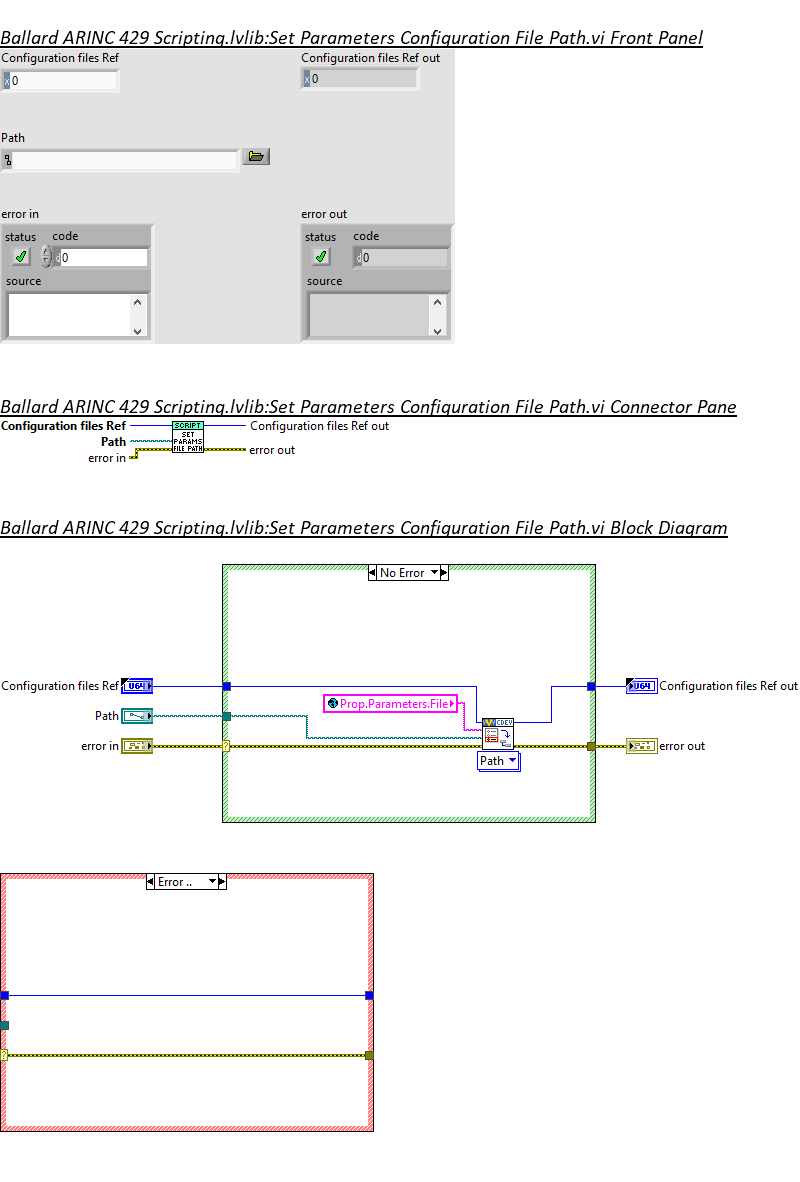 Ballard ARINC 429 Scripting.lvlib:Set Parameters Configuration File Path.vi Front Panel
Configuration files Ref
Configuration files Ref out
x 0
x 0
Path
error in
error out
status code
status code
d 0
d 0
source
source
Ballard ARINC 429 Scripting.lvlib:Set Parameters Configuration File Path.vi Connector Pane
Configuration files Ref
Path
error in
SCRIPT
SET
PARAMS
FILE PATH
Configuration files Ref out
error out
Ballard ARINC 429 Scripting.lvlib:Set Parameters Configuration File Path.vi Block Diagram
No Error
Configuration files Ref
U64
U64
Configuration files Ref out
Prop.Parameters.File
Path
CDEV
error in
?
error out
Path
Error ..
?